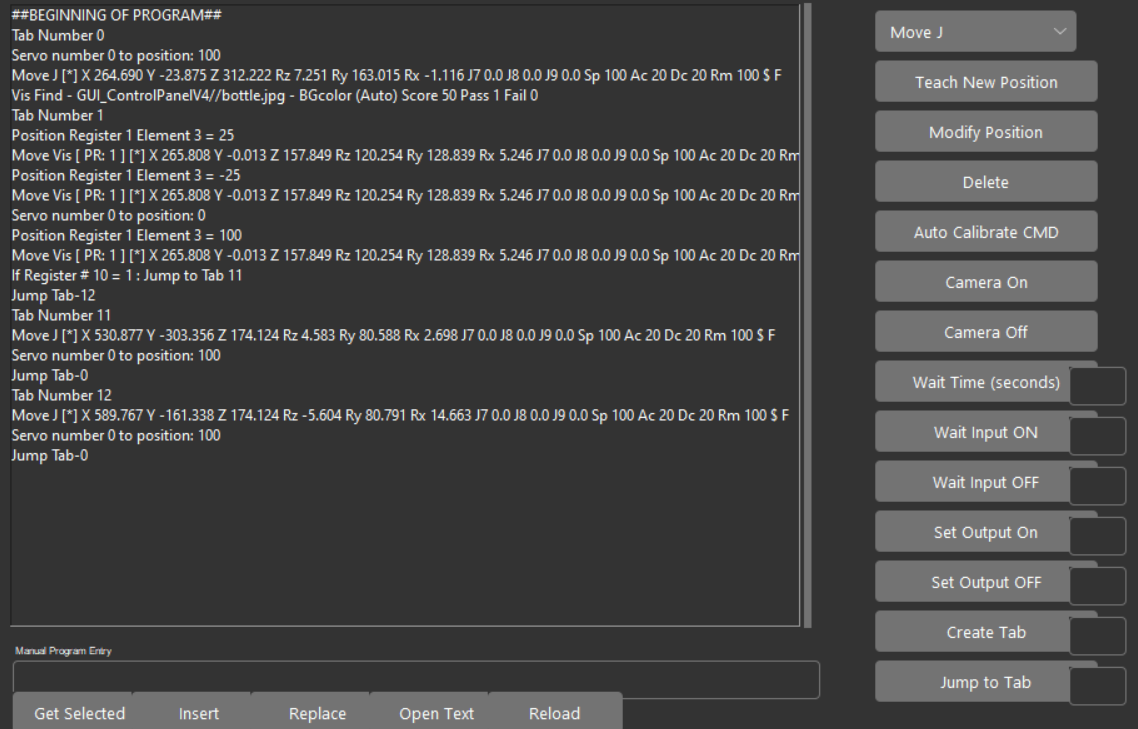 ##BEGINNING OF PROGRAM##
Tab Number 0
Servo number 0 to position: 100
Move J [*] X 264.690 Y -23.875 Z 312.222 Rz 7.251 Ry 163.015 Rx -1.116 J7 0.0 J8 0.0 J9 0.0 Sp 100 Ac 20 Dc 20 Rm 100 $ F
Vis Find - GUI_ControlPanelV4//bottle.jpg - BGcolor (Auto) Score 50 Pass 1 Fail 0
Tab Number 1
Position Register 1 Element 3 = 25
Move Vis [ PR: 1 ] [*] X 265.808 Y -0.013 Z 157.849 Rz 120.254 Ry 128.839 Rx 5.246 J7 0.0 J8 0.0 J9 0.0 Sp 100 Ac 20 Dc 20 Rm
Position Register 1 Element 3 = -25
Move Vis [ PR: 1 ] [*] X 265.808 Y -0.013 Z 157.849 Rz 120.254 Ry 128.839 Rx 5.246 J7 0.0 J8 0.0 J9 0.0 Sp 100 Ac 20 Dc 20 Rm
Servo number 0 to position: 0
Position Register 1 Element 3 = 100
Move Vis [ PR: 1 ] [*] X 265.808 Y -0.013 Z 157.849 Rz 120.254 Ry 128.839 Rx 5.246 J7 0.0 J8 0.0 J9 0.0 Sp 100 Ac 20 Dc 20 Rm
If Register # 10 = 1 : Jump to Tab 11
Jump Tab-12
Tab Number 11
Move J [*] X 530.877 Y -303.356 Z 174.124 Rz 4.583 Ry 80.588 Rx 2.698 J7 0.0 J8 0.0 J9 0.0 Sp 100 Ac 20 Dc 20 Rm 100 $ F
Servo number 0 to position: 100
Jump Tab-0
Tab Number 12
Move J [*] X 589.767 Y -161.338 Z 174.124 Rz -5.604 Ry 80.791 Rx 14.663 J7 0.0 J8 0.0 J9 0.0 Sp 100 Ac 20 Dc 20 Rm 100 $ F
Servo number 0 to position: 100
Jump Tab-0
Manual Program Entry
Get Selected
Insert
Replace
Open Text
Reload
Move J
Teach New Position
Modify Position
Delete
Auto Calibrate CMD
Camera On
Camera Off
Wait Time (seconds)
Wait Input ON
Wait Input OFF
Set Output On
Set Output OFF
Create Tab
Jump to Tab